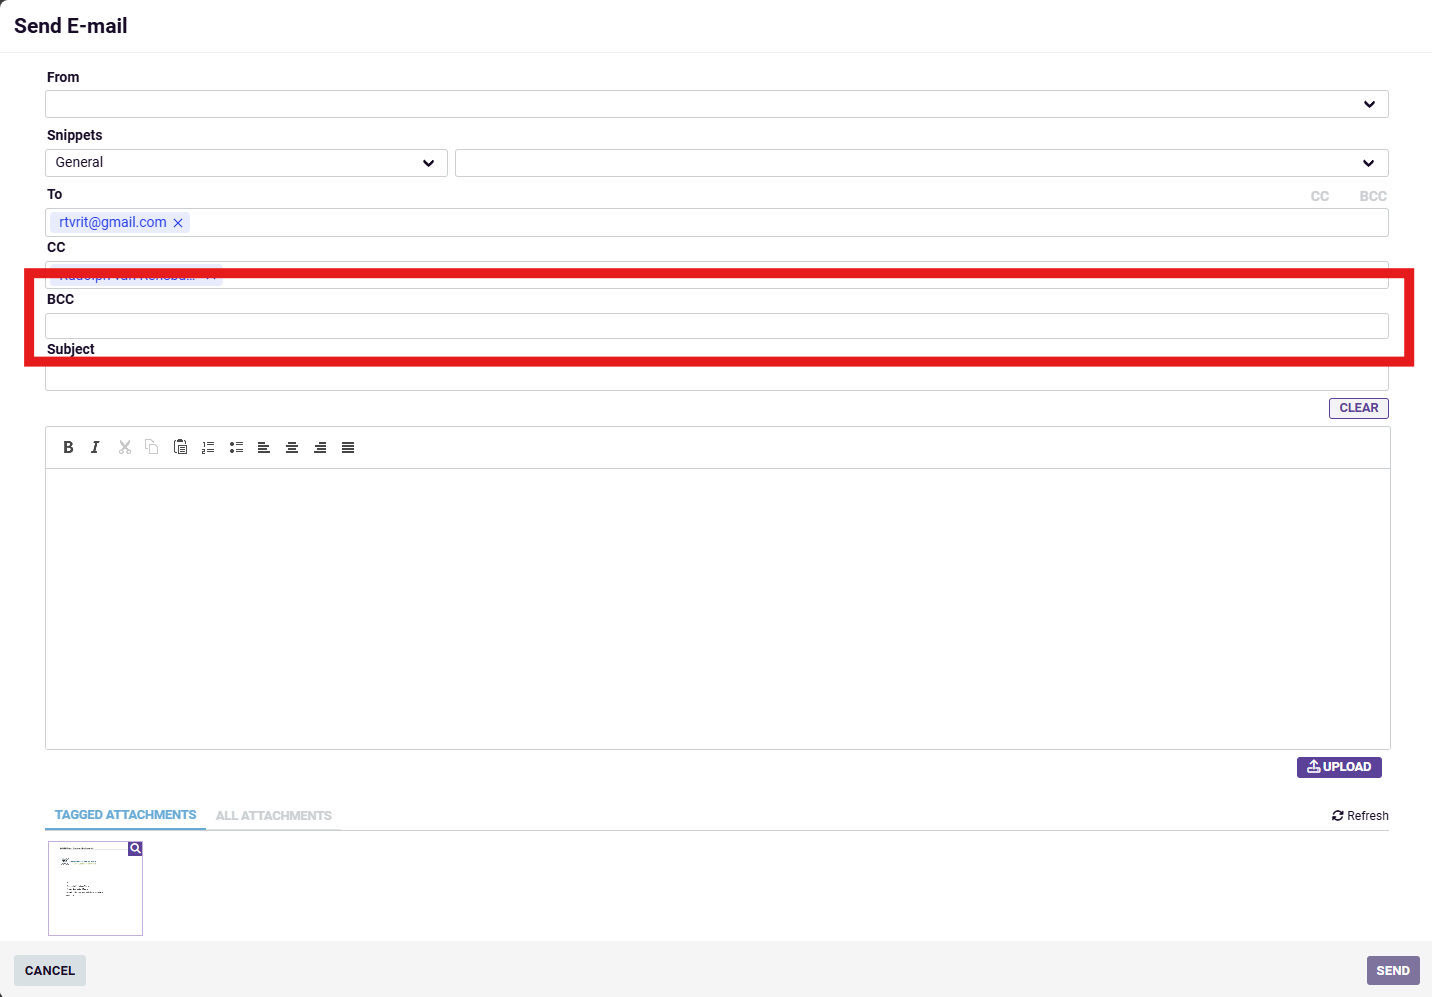 Send E-mail
From
Snippets
General
To
CC BCC
rtvrit@gmail.com
CC
BCC
Subject
CLEAR
B I
UPLOAD
TAGGED ATTACHMENTS ALL ATTACHMENTS
Refresh
CANCEL
SEND